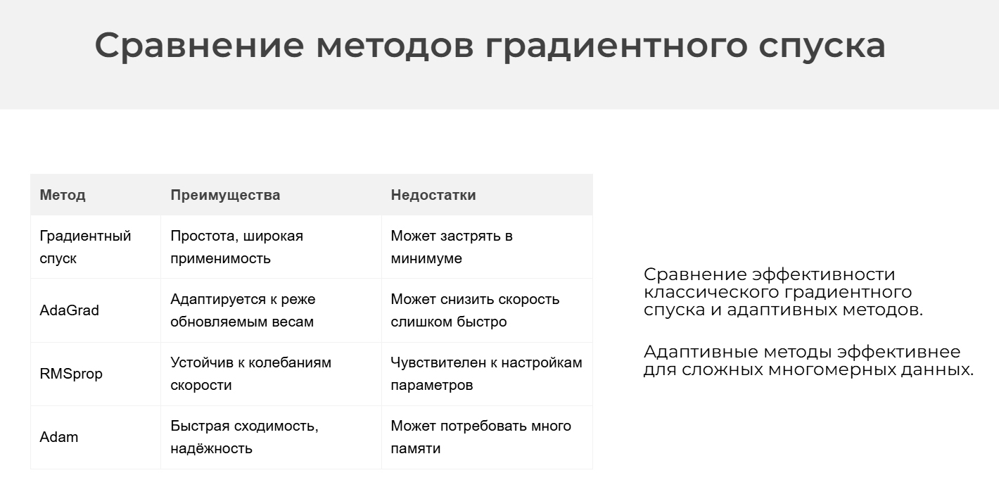 Сравнение методов градиентного спуска
Метод
Преимущества
Недостатки
Градиентный
спуск
Простота, широкая
применимость
Может застрять в
минимуме
AdaGrad
Адаптируется к реже
обновляемым весам
Может снизить скорость
слишком быстро
RMSprop
Устойчив к колебаниям
скорости
Чувствителен к настройкам
параметров
Adam
Быстрая сходимость,
надёжность
Может потребовать много
памяти
Сравнение эффективности
классического градиентного
спуска и адаптивных методов.
Адаптивные методы эффективнее
для сложных многомерных данных.